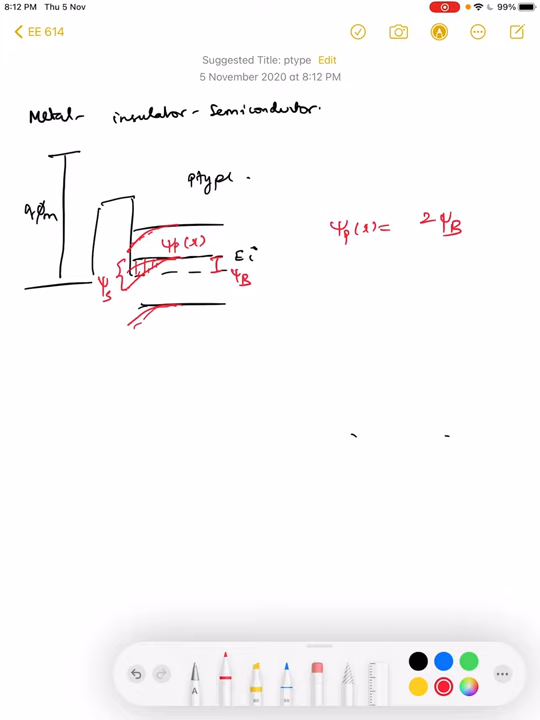 8:12 PM Thu 5 Nov 99%
EE 614
Suggested Title: ptype Edit
5 November 2020 at 8:12 PM
Metal- insulator - Semiconductor.
ptype .
qϕm
ψp(x) = 2ψB
ψp(x)
Ei
ψS
ψB
A